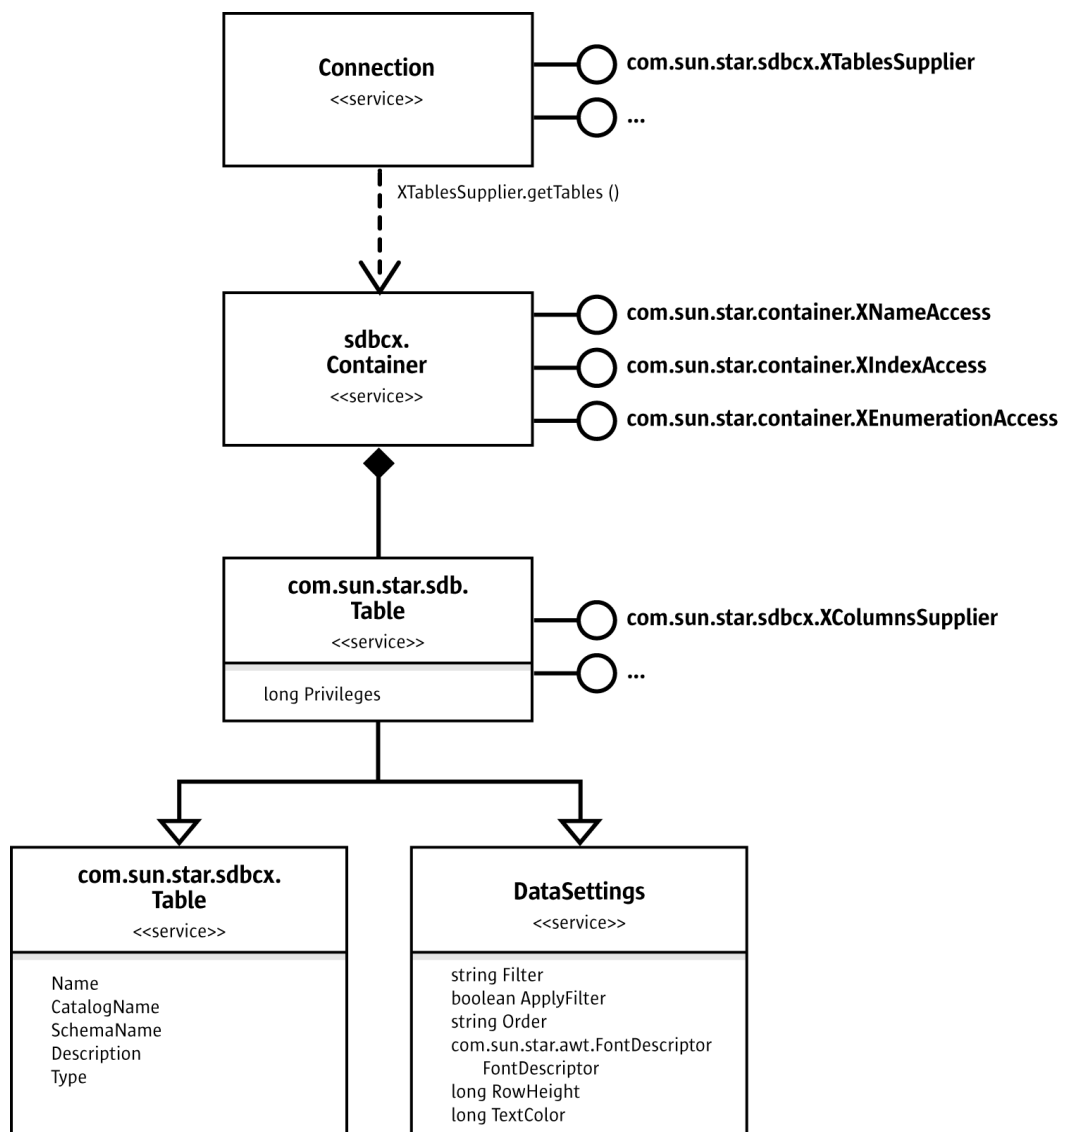 Connection
<<service>>
com.sun.star.sdbcx.XTablesSupplier
...
XTablesSupplier.getTables ()
sdbcx.
Container
<<service>>
com.sun.star.container.XNameAccess
com.sun.star.container.XIndexAccess
com.sun.star.container.XEnumerationAccess
com.sun.star.sdb.
Table
<<service>>
long Privileges
com.sun.star.sdbcx.XColumnsSupplier
...
com.sun.star.sdbcx.
Table
<<service>>
Name
CatalogName
SchemaName
Description
Type
DataSettings
<<service>>
string Filter
boolean ApplyFilter
string Order
com.sun.star.awt.FontDescriptor
FontDescriptor
long RowHeight
long TextColor